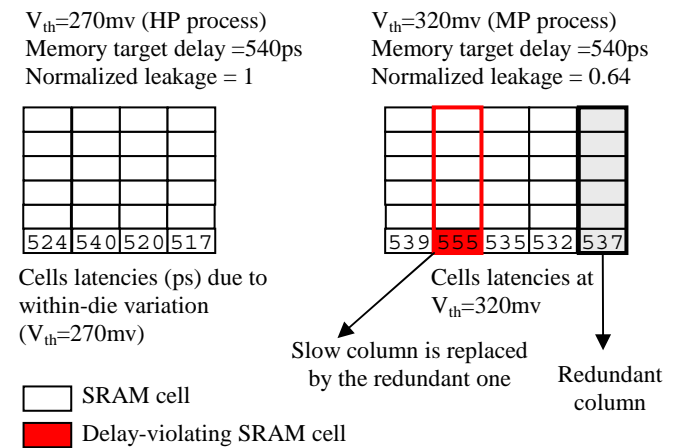 Vth=270mv (HP process)
Memory target delay =540ps
Normalized leakage = 1
Vth=320mv (MP process)
Memory target delay =540ps
Normalized leakage = 0.64
524 540 520 517
539 555 535 532 537
Cells latencies (ps) due to
within-die variation
(Vth=270mv)
Cells latencies at
Vth=320mv
Slow column is replaced
by the redundant one
Redundant
column
SRAM cell
Delay-violating SRAM cell